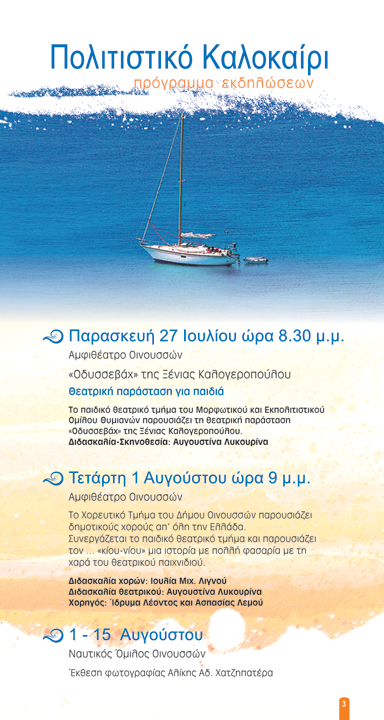 Πολιτιστικό Καλοκαίρι
πρόγραμμα εκδηλώσεων
Παρασκευή 27 Ιουλίου ώρα 8.30 μ.μ.
Αμφιθέατρο Οινουσσών
«Οδυσσεβάχ» της Ξένιας Καλογεροπούλου
Θεατρική παράσταση για παιδιά
Το παιδικό θεατρικό τμήμα του Μορφωτικού και Εκπολιτιστικού
Ομίλου Θυμιανών παρουσιάζει τη θεατρική παράσταση
«Οδυσσεβάχ» της Ξένιας Καλογεροπούλου.
Διδασκαλία-Σκηνοθεσία: Αυγουστίνα Λυκουρίνα
Τετάρτη 1 Αυγούστου ώρα 9 μ.μ.
Αμφιθέατρο Οινουσσών
Το Χορευτικό Τμήμα του Δήμου Οινουσσών παρουσιάζει
δημοτικούς χορούς απ' όλη την Ελλάδα.
Συνεργάζεται το παιδικό θεατρικό τμήμα και παρουσιάζει
τον ... «κίου-νίου» μια ιστορία με πολλή φασαρία με τη
χαρά του θεατρικού παιχνιδιού.
Διδασκαλία χορών: Ιουλία Μιχ. Λιγνού
Διδασκαλία θεατρικού: Αυγουστίνα Λυκουρίνα
Χορηγός: Ίδρυμα Λέοντος και Ασπασίας Λεμού
1 - 15 Αυγούστου
Ναυτικός Όμιλος Οινουσσών
Έκθεση φωτογραφίας Αλίκης Αδ. Χατζηπατέρα
3